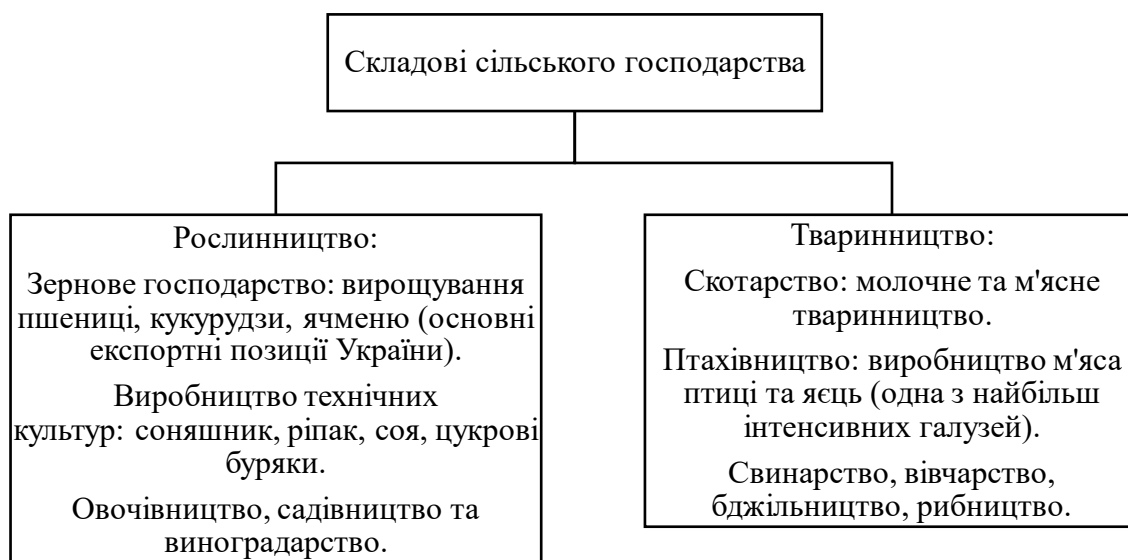 Складові сільського господарства
Рослинництво:
Зернове господарство: вирощування
пшениці, кукурудзи, ячменю (основні
експортні позиції України).
Виробництво технічних
культур: соняшник, ріпак, соя, цукрові
буряки.
Овочівництво, садівництво та
виноградарство.
Тваринництво:
Скотарство: молочне та м'ясне
тваринництво.
Птахівництво: виробництво м'яса
птиці та яєць (одна з найбільш
інтенсивних галузей).
Свинарство, вівчарство,
бджільництво, рибництво.